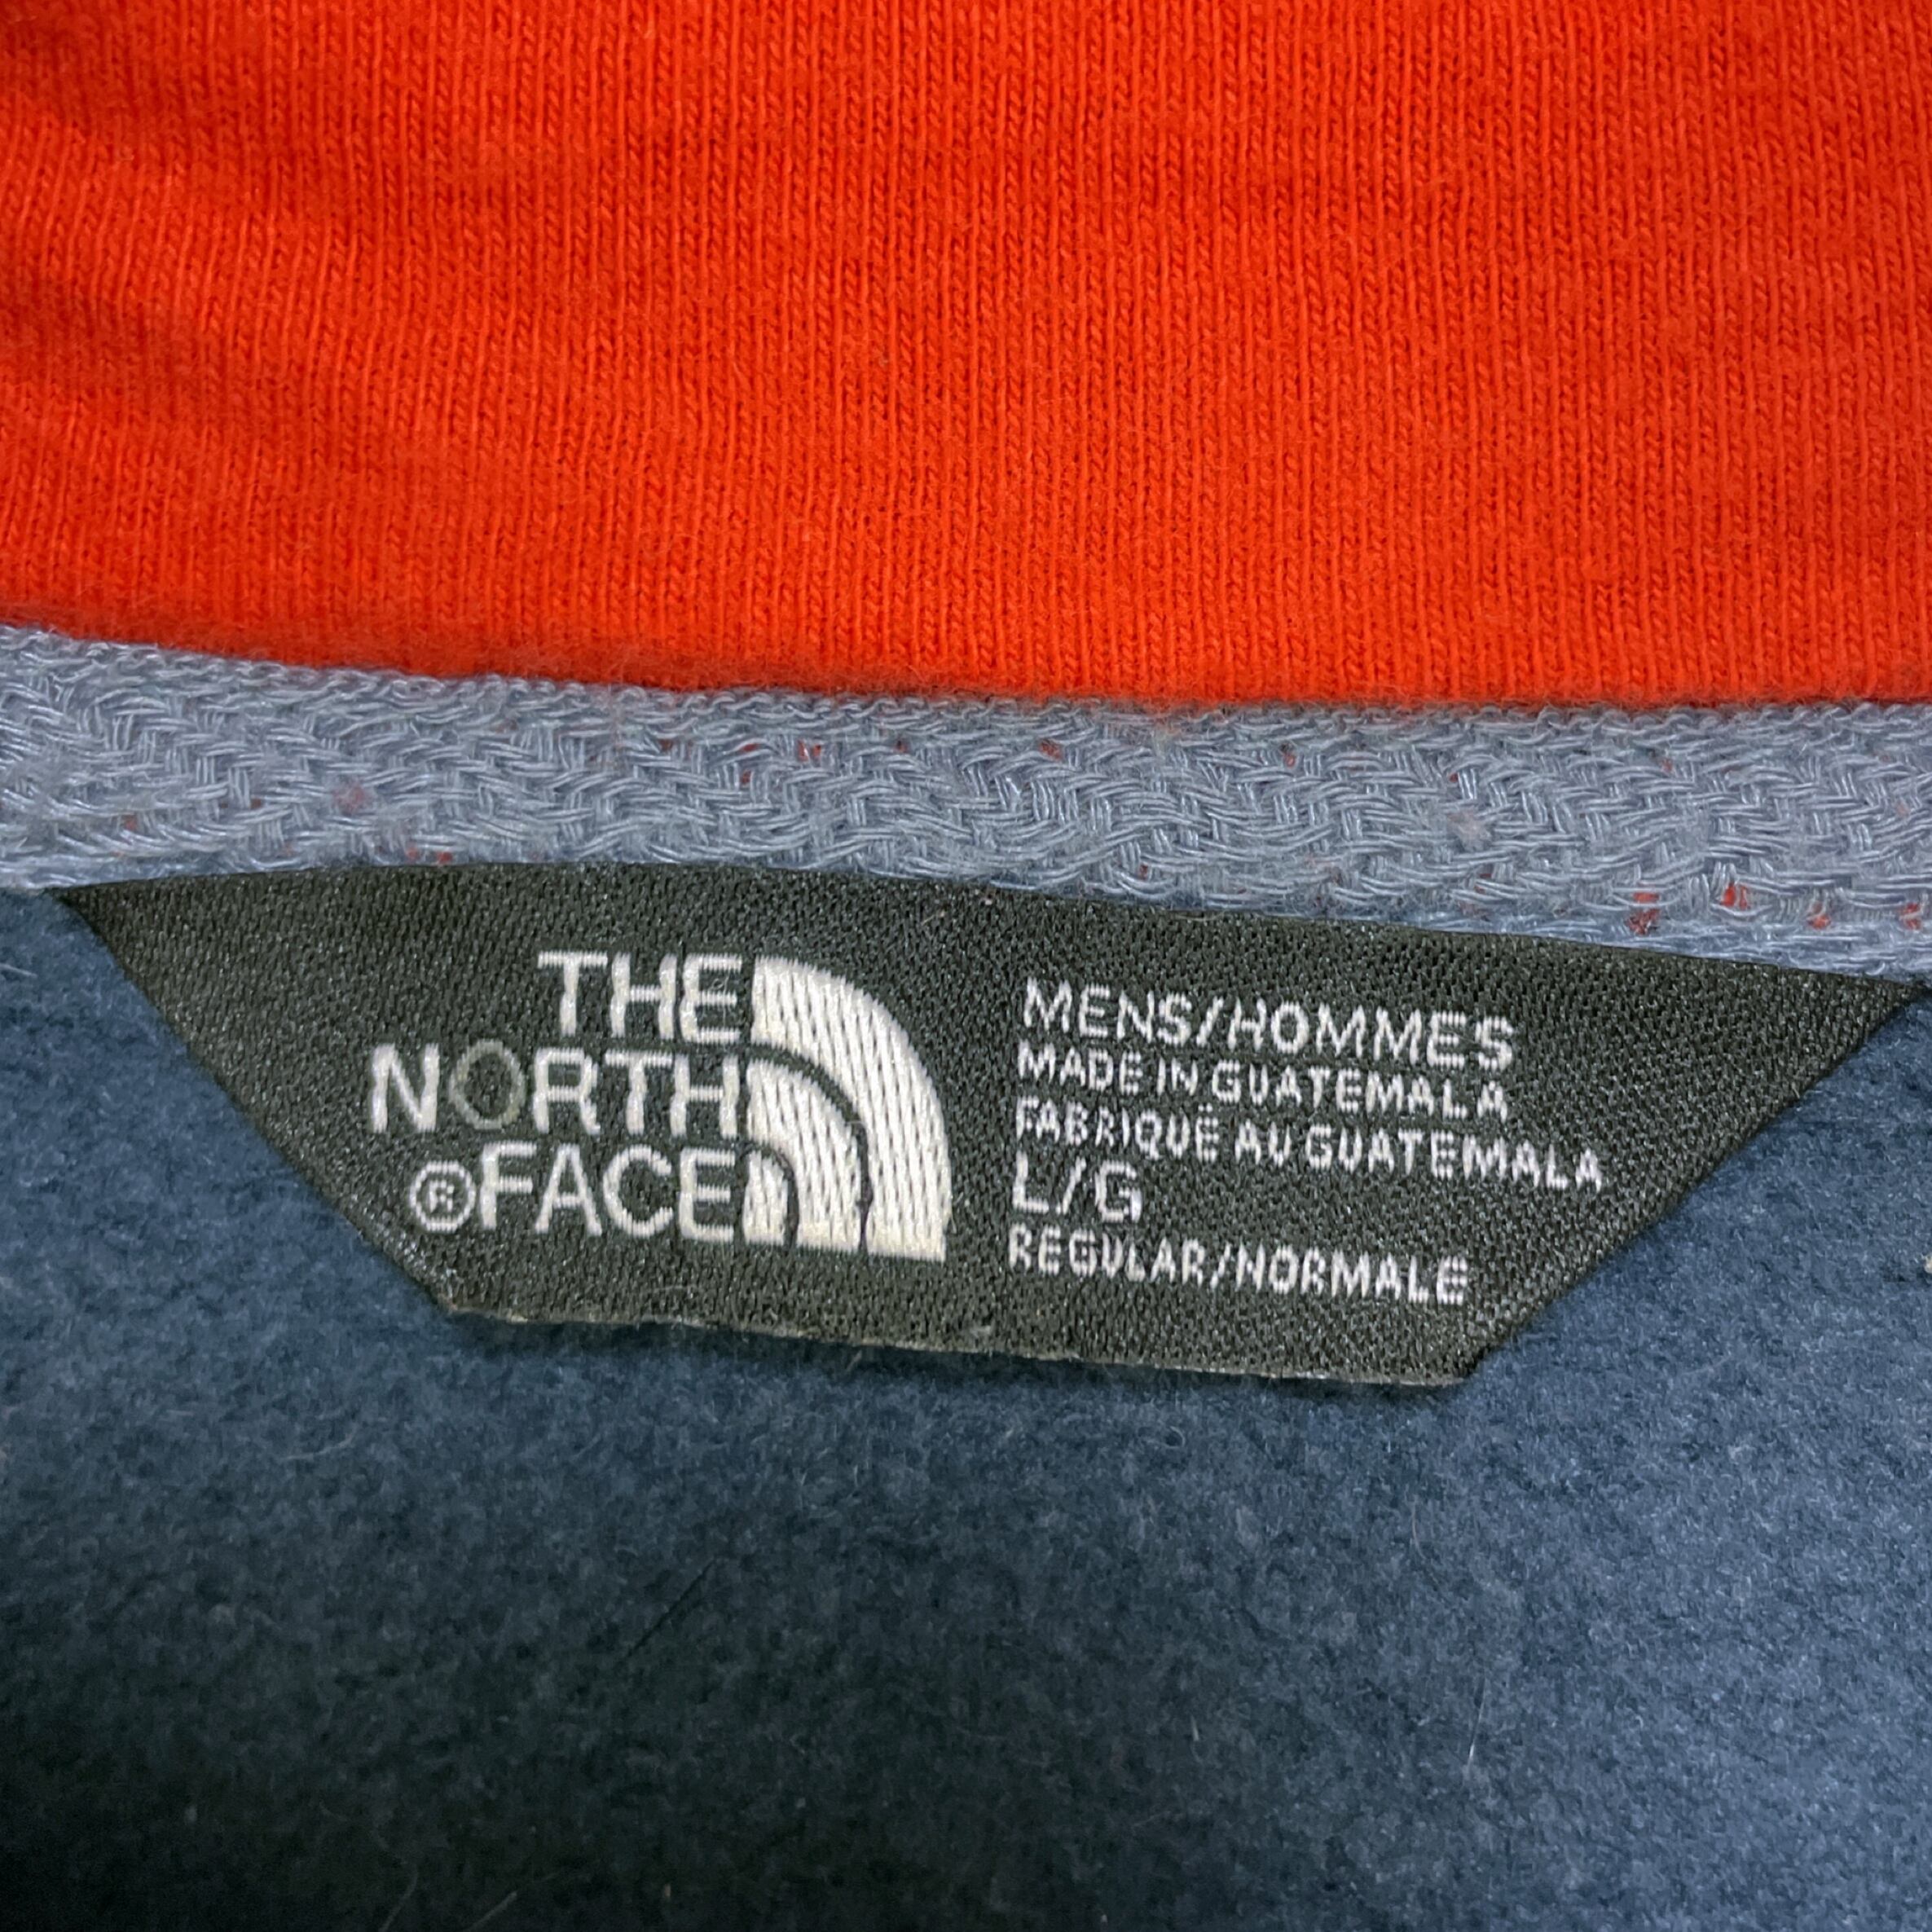 THE
NORTH
®FACE
MENS/HOMMES
MADE IN GUATEMALA
FABRIQUÉ AU GUATEMALA
L/G
REGULAR/NORMALE